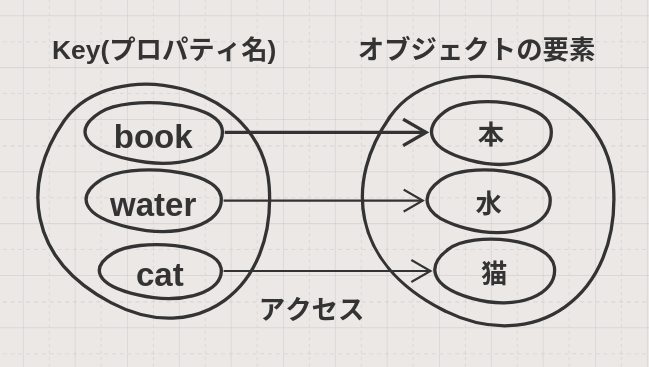 Key(プロパティ名)
オブジェクトの要素
book
本
water
水
cat
猫
アクセス